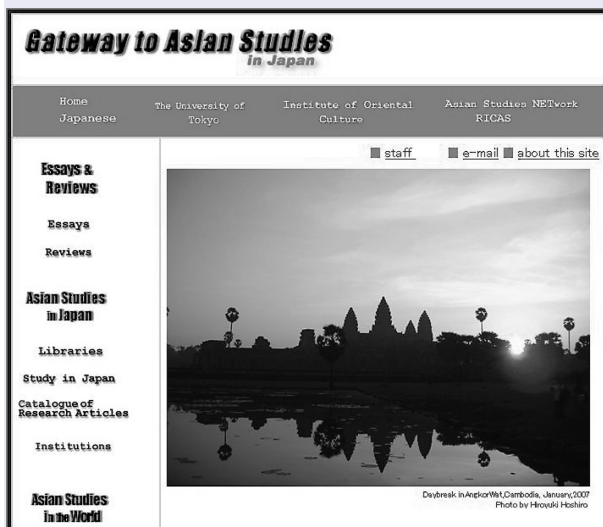 Gateway to Asian Studies
in Japan
Home
Japanese
The University of
Tokyo
Institute of Oriental
Culture
Asian Studies NETwork
RICAS
staff
e-mail
about this site
Essays &
Reviews
Essays
Reviews
Asian Studies
in Japan
Libraries
Study in Japan
Catalogue of
Research Articles
Institutions
Asian Studies
in the World
Daybreak in AngkorWat,Cambodia, January,2007
Photo by Hiroyuki Hoshiro